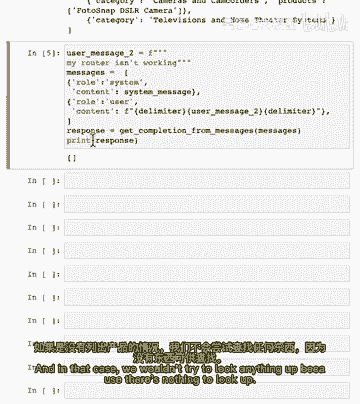 {'category': 'Cameras and Camcorders', 'products':
['FotoSnap DSLR Camera']},
{'category': 'Televisions and Home Theater Systems'}
]
In [5]: user_message_2 = f"""
my router isn't working"""
messages = [
{'role':'system',
'content': system_message},
{'role':'user',
'content': f"{delimiter}{user_message_2}{delimiter}"},
]
response = get_completion_from_messages(messages)
print(response)
[]
In [ ]:
In [ ]:
In [ ]:
In [ ]:
In [ ]:
In [ ]:
In [ ]:
In [ ]:
In [ ]:
如果是没有列出产品的情况，我们不会尝试查找任何东西，因为
没有东西可供查找。
And in that case, we wouldn't try to look anything up beca
use there's nothing to look up.